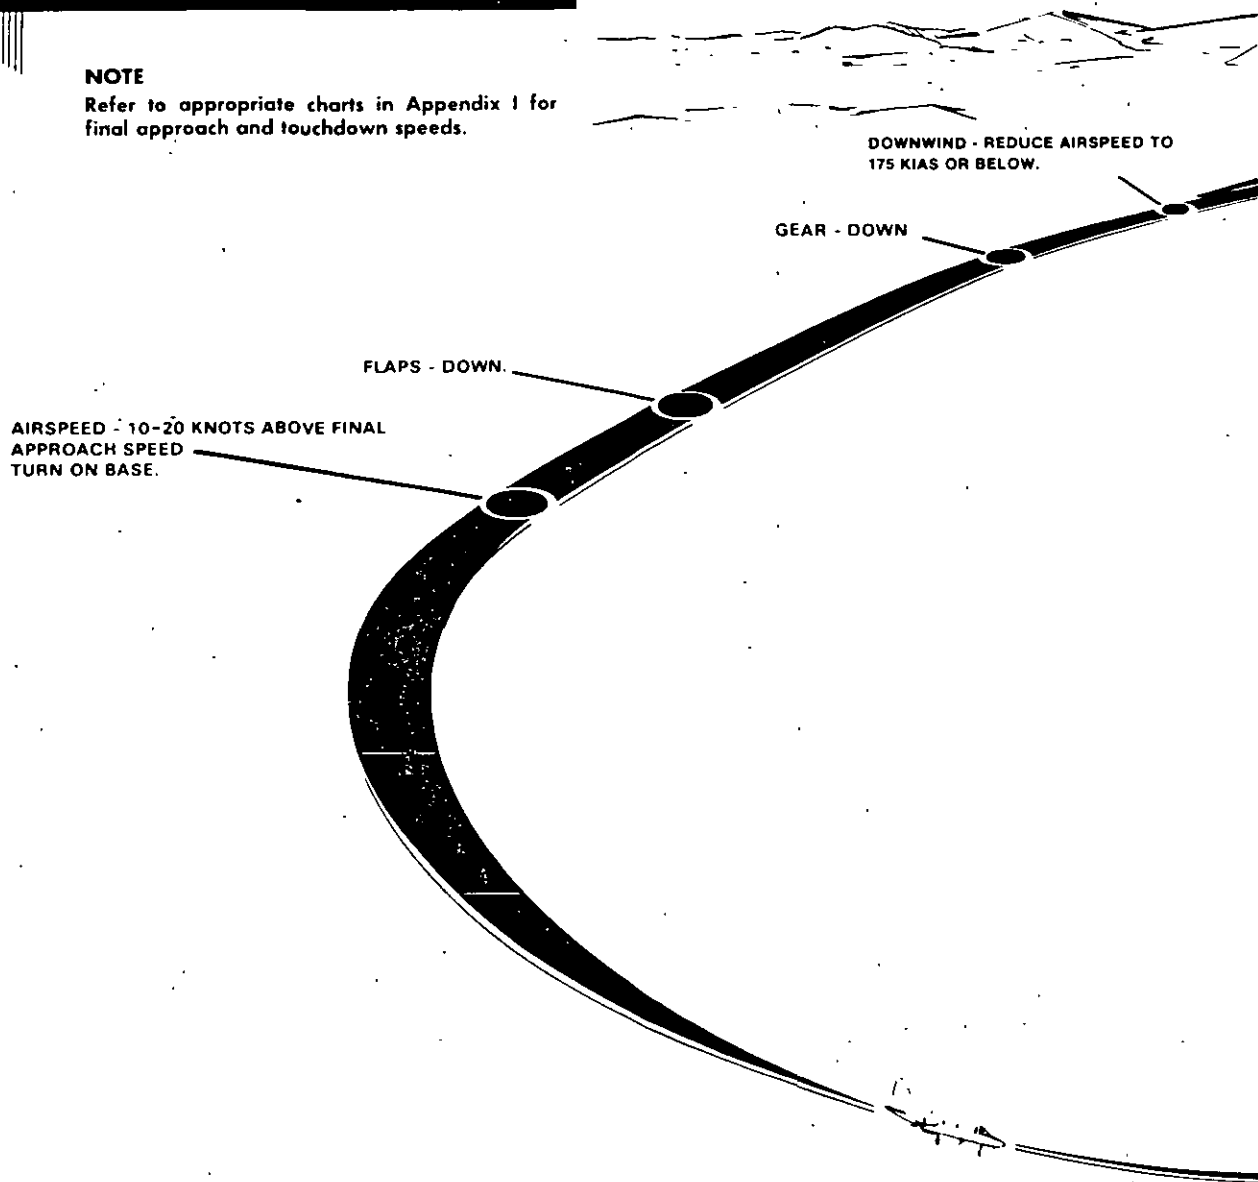 NOTE
Refer to appropriate charts in Appendix I for
final approach and touchdown speeds.
DOWNWIND - REDUCE AIRSPEED TO
175 KIAS OR BELOW.
GEAR - DOWN
FLAPS - DOWN.
AIRSPEED - 10-20 KNOTS ABOVE FINAL
APPROACH SPEED
TURN ON BASE.